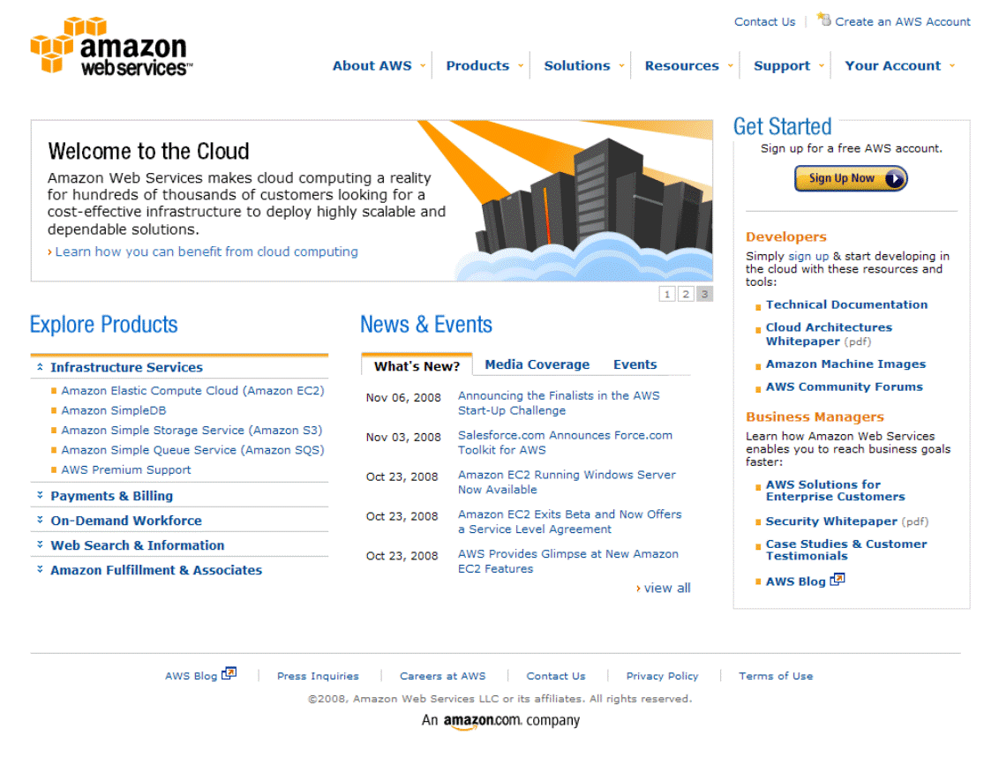 Contact Us | Create an AWS Account
amazon
webservices™
About AWS
Products
Solutions
Resources
Support
Your Account
Welcome to the Cloud
Amazon Web Services makes cloud computing a reality
for hundreds of thousands of customers looking for a
cost-effective infrastructure to deploy highly scalable and
dependable solutions.
Learn how you can benefit from cloud computing
1 2 3
Explore Products
Infrastructure Services
Amazon Elastic Compute Cloud (Amazon EC2)
Amazon SimpleDB
Amazon Simple Storage Service (Amazon S3)
Amazon Simple Queue Service (Amazon SQS)
AWS Premium Support
Payments & Billing
On-Demand Workforce
Web Search & Information
Amazon Fulfillment & Associates
News & Events
What's New?
Media Coverage
Events
Nov 06, 2008
Announcing the Finalists in the AWS
Start-Up Challenge
Nov 03, 2008
Salesforce.com Announces Force.com
Toolkit for AWS
Oct 23, 2008
Amazon EC2 Running Windows Server
Now Available
Oct 23, 2008
Amazon EC2 Exits Beta and Now Offers
a Service Level Agreement
Oct 23, 2008
AWS Provides Glimpse at New Amazon
EC2 Features
view all
Get Started
Sign up for a free AWS account.
Sign Up Now
Developers
Simply sign up & start developing in
the cloud with these resources and
tools:
Technical Documentation
Cloud Architectures
Whitepaper (pdf)
Amazon Machine Images
AWS Community Forums
Business Managers
Learn how Amazon Web Services
enables you to reach business goals
faster:
AWS Solutions for
Enterprise Customers
Security Whitepaper (pdf)
Case Studies & Customer
Testimonials
AWS Blog
AWS Blog | Press Inquiries | Careers at AWS | Contact Us | Privacy Policy | Terms of Use
©2008, Amazon Web Services LLC or its affiliates. All rights reserved.
An amazon.com. company